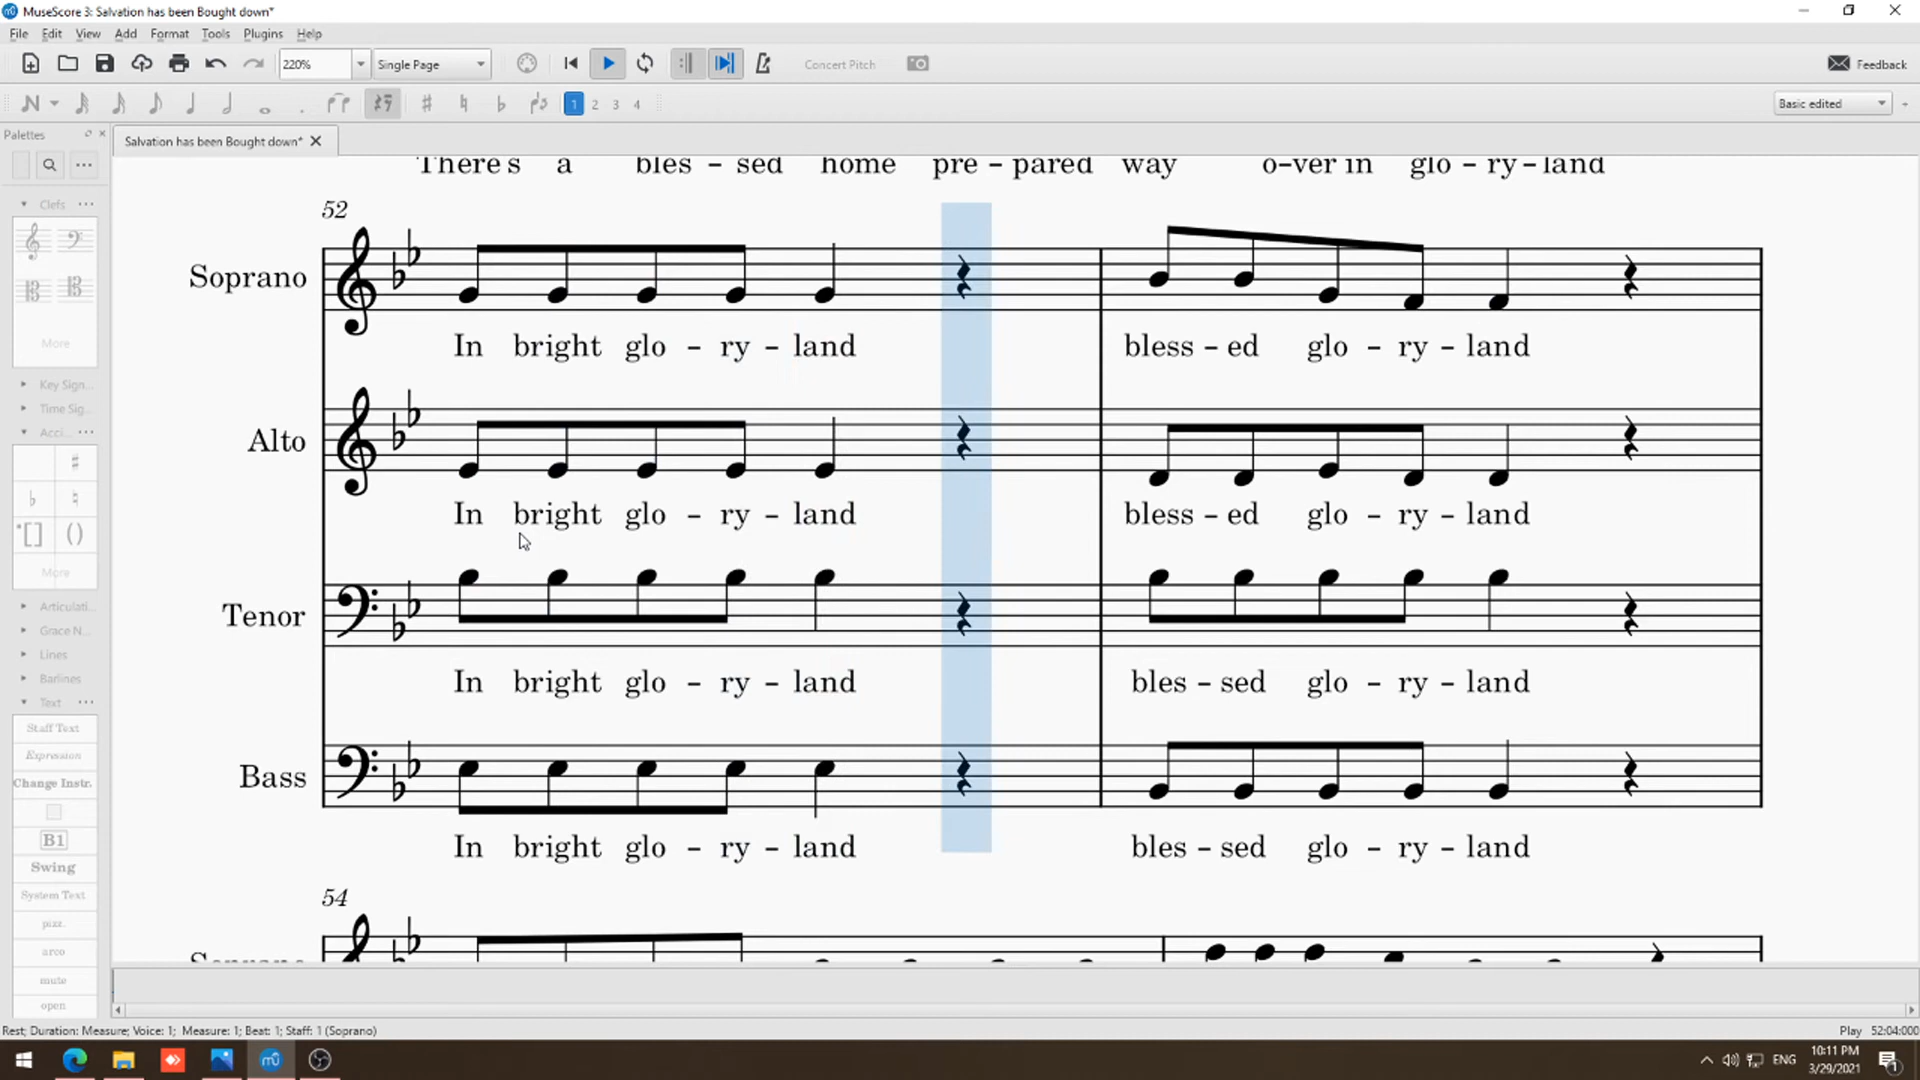 MuseScore 3: Salvation has been Bought down*
File Edit View Add Format Tools Plugins Help
220% Single Page Concert Pitch Feedback
1 2 3 4 Basic edited
Palettes
Salvation has been Bought down*
There's a bles – sed home pre – pared way o–ver in glo – ry – land
Clefs
More
Key Sign...
Time Sig...
Acci...
More
Articulati...
Grace N...
Lines
Barlines
Text
Staff Text
Expression
Change Instr.
B1
Swing
System Text
pizz.
arco
mute
open
52
Soprano
In bright glo – ry – land bless – ed glo – ry – land
Alto
In bright glo – ry – land bless – ed glo – ry – land
Tenor
In bright glo – ry – land bles – sed glo – ry – land
Bass
In bright glo – ry – land bles – sed glo – ry – land
54
Soprano
Rest; Duration: Measure; Voice: 1; Measure: 1; Beat: 1; Staff: 1 (Soprano) Play 52:04:000
ENG 10:11 PM
3/29/2021